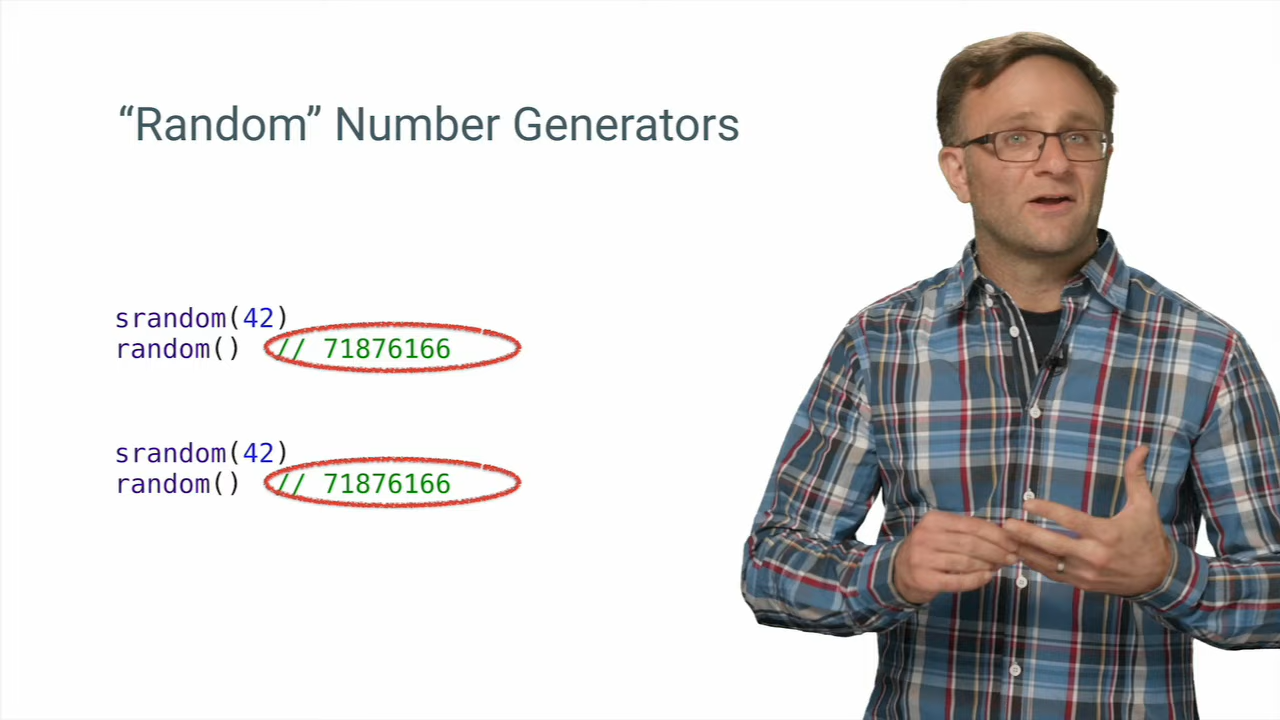 “Random” Number Generators
srandom(42)
random() // 71876166
srandom(42)
random() // 71876166